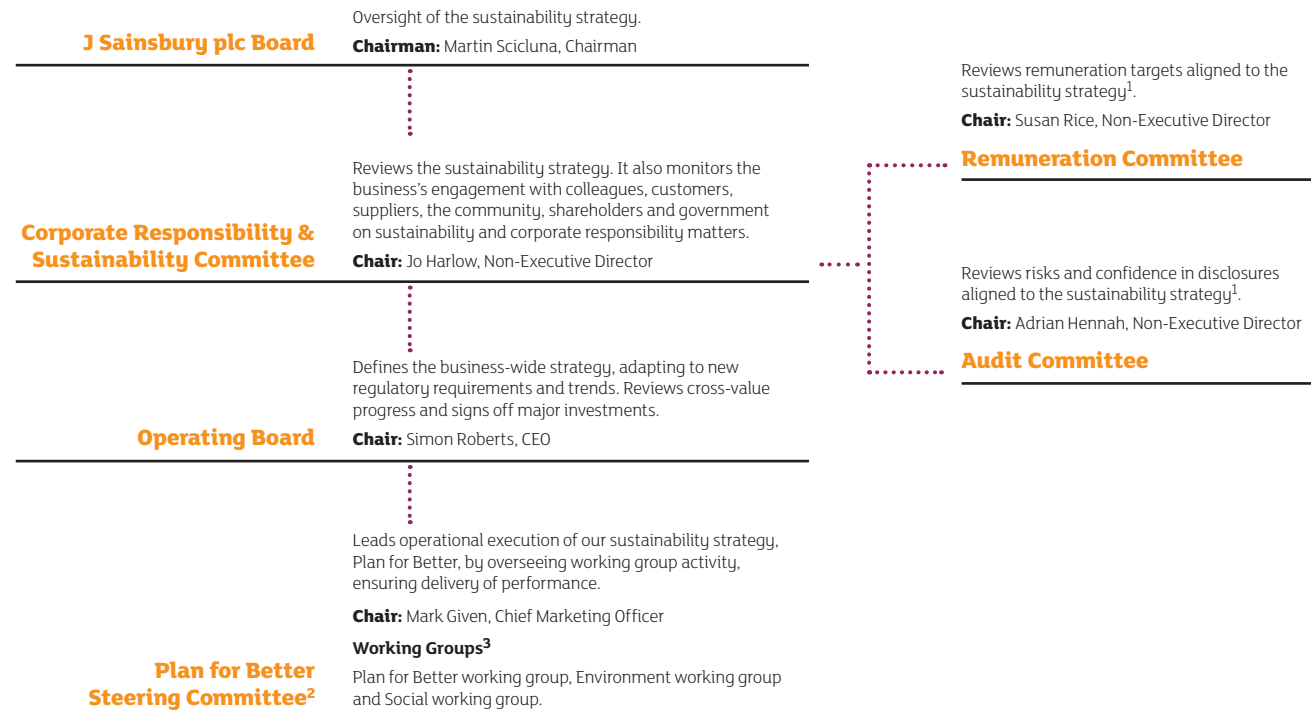 Oversight of the sustainability strategy.
J Sainsbury plc Board
Chairman: Martin Scicluna, Chairman
Reviews the sustainability strategy. It also monitors the
business’s engagement with colleagues, customers,
suppliers, the community, shareholders and government
on sustainability and corporate responsibility matters.
Corporate Responsibility &
Sustainability Committee
Chair: Jo Harlow, Non-Executive Director
Reviews remuneration targets aligned to the
sustainability strategy¹.
Chair: Susan Rice, Non-Executive Director
Remuneration Committee
Reviews risks and confidence in disclosures
aligned to the sustainability strategy¹.
Chair: Adrian Hennah, Non-Executive Director
Audit Committee
Defines the business-wide strategy, adapting to new
regulatory requirements and trends. Reviews cross-value
progress and signs off major investments.
Operating Board
Chair: Simon Roberts, CEO
Leads operational execution of our sustainability strategy,
Plan for Better, by overseeing working group activity,
ensuring delivery of performance.
Chair: Mark Given, Chief Marketing Officer
Working Groups³
Plan for Better
Steering Committee²
Plan for Better working group, Environment working group
and Social working group.